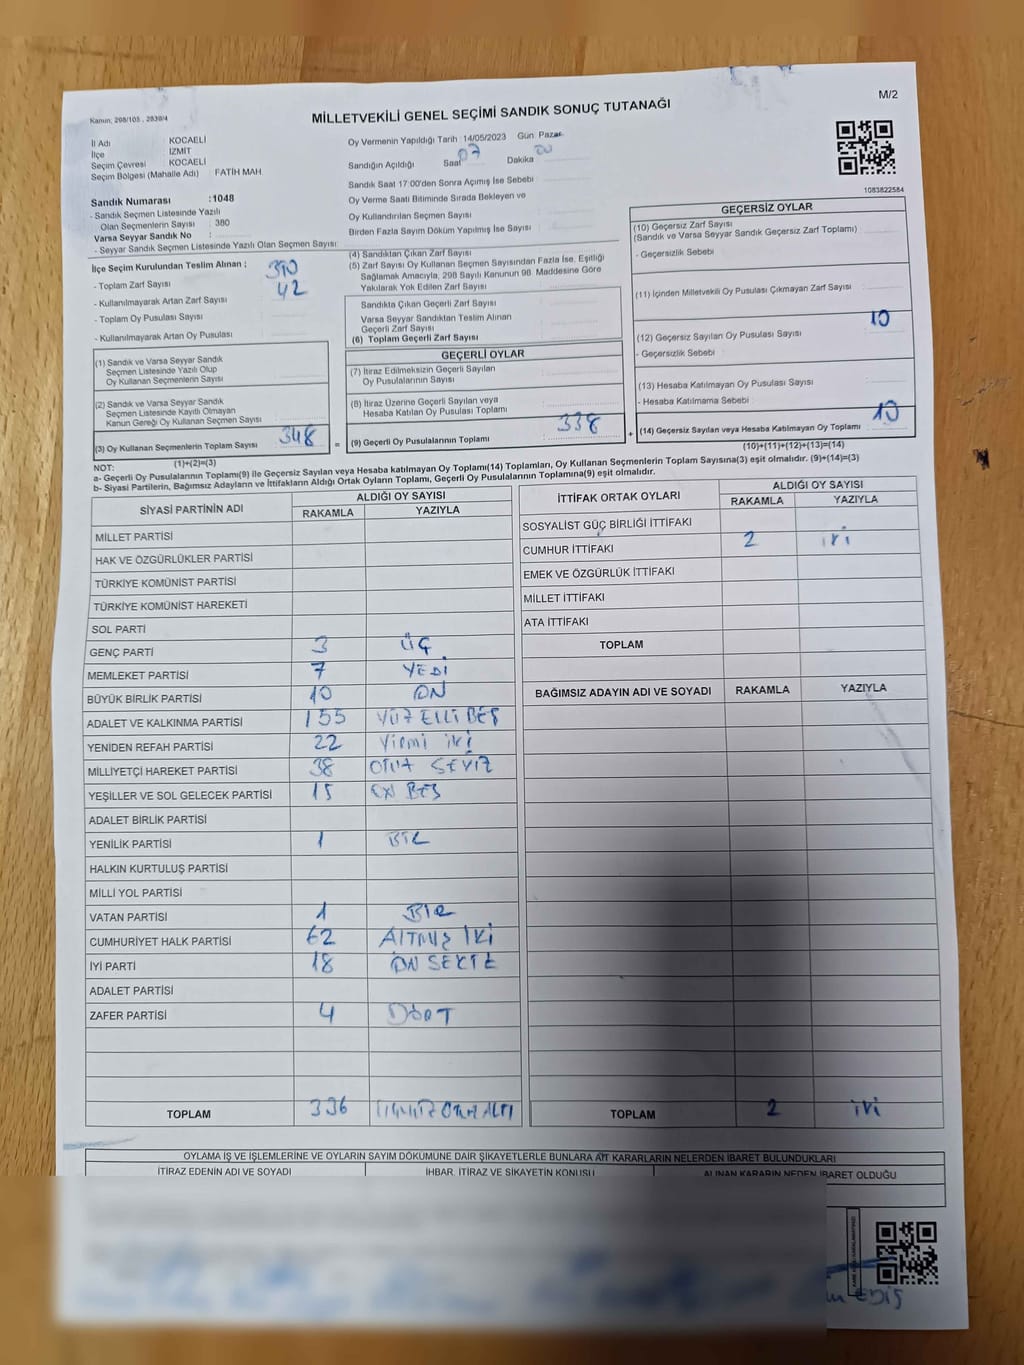 M/2
Kanun: 298/105 , 2839/4
MİLLETVEKİLİ GENEL SEÇİMİ SANDIK SONUÇ TUTANAĞI
1083822584
İl Adı KOCAELİ
İlçe İZMİT
Seçim Çevresi KOCAELİ
Seçim Bölgesi (Mahalle Adı) FATİH MAH
Sandık Numarası :1048
- Sandık Seçmen Listesinde Yazılı
Olan Seçmenlerin Sayısı : 380
Varsa Seyyar Sandık No :
- Seyyar Sandık Seçmen Listesinde Yazılı Olan Seçmen Sayısı:
Oy Vermenin Yapıldığı Tarih 14/05/2023 Gün Pazar
Sandığın Açıldığı Saat 07 Dakika
Sandık Saat 17:00'den Sonra Açımış İse Sebebi
Oy Verme Saati Bitiminde Sırada Bekleyen ve
Oy Kullandırılan Seçmen Sayısı
Birden Fazla Sayım Döküm Yapılmış İse Sayısı :
İlçe Seçim Kurulundan Teslim Alınan ;
- Toplam Zarf Sayısı : 390
- Kullanılmayarak Artan Zarf Sayısı : 42
- Toplam Oy Pusulası Sayısı :
- Kullanılmayarak Artan Oy Pusulası :
(1) Sandık ve Varsa Seyyar Sandık
Seçmen Listesinde Yazılı Olup
Oy Kullanan Seçmenlerin Sayısı
(2) Sandık ve Varsa Seyyar Sandık
Seçmen Listesinde Kayıtlı Olmayan
Kanun Gereği Oy Kullanan Seçmen Sayısı
(3) Oy Kullanan Seçmenlerin Toplam Sayısı 348 =
(1)+(2)=(3)
(4) Sandıktan Çıkan Zarf Sayısı
(5) Zarf Sayısı Oy Kullanan Seçmen Sayısından Fazla İse, Eşitliği
Sağlamak Amacıyla, 298 Sayılı Kanunun 98. Maddesine Göre
Yakılarak Yok Edilen Zarf Sayısı
Sandıkta Çıkan Geçerli Zarf Sayısı
Varsa Seyyar Sandıktan Teslim Alınan
Geçerli Zarf Sayısı
(6) Toplam Geçerli Zarf Sayısı
GEÇERLİ OYLAR
(7) İtiraz Edilmeksizin Geçerli Sayılan
Oy Pusulalarının Sayısı
(8) İtiraz Üzerine Geçerli Sayılan veya
Hesaba Katılan Oy Pusulası Toplamı
(9) Geçerli Oy Pusulalarının Toplamı : 338 +
GEÇERSİZ OYLAR
(10) Geçersiz Zarf Sayısı
(Sandık ve Varsa Seyyar Sandık Geçersiz Zarf Toplamı)
- Geçersizlik Sebebi
(11) İçinden Milletvekili Oy Pusulası Çıkmayan Zarf Sayısı
(12) Geçersiz Sayılan Oy Pusulası Sayısı 10
- Geçersizlik Sebebi
(13) Hesaba Katılmayan Oy Pusulası Sayısı
- Hesaba Katılmama Sebebi
(14) Geçersiz Sayılan veya Hesaba Katılmayan Oy Toplamı : 10
(10)+(11)+(12)+(13)=(14)
NOT:
a- Geçerli Oy Pusulalarının Toplamı(9) ile Geçersiz Sayılan veya Hesaba katılmayan Oy Toplamı(14) Toplamları, Oy Kullanan Seçmenlerin Toplam Sayısına(3) eşit olmalıdır. (9)+(14)=(3)
b- Siyasi Partilerin, Bağımsız Adayların ve İttifakların Aldığı Ortak Oyların Toplamı, Geçerli Oy Pusulalarının Toplamına(9) eşit olmalıdır.
SİYASİ PARTİNİN ADI ALDIĞI OY SAYISI
RAKAMLA YAZIYLA
MİLLET PARTİSİ
HAK VE ÖZGÜRLÜKLER PARTİSİ
TÜRKİYE KOMÜNİST PARTİSİ
TÜRKİYE KOMÜNİST HAREKETİ
SOL PARTİ
GENÇ PARTİ 3 ÜÇ
MEMLEKET PARTİSİ 7 YEDİ
BÜYÜK BİRLİK PARTİSİ 10 ON
ADALET VE KALKINMA PARTİSİ 155 YÜZ ELLİ BEŞ
YENİDEN REFAH PARTİSİ 22 Yirmi iki
MİLLİYETÇİ HAREKET PARTİSİ 38 OTUZ SEKİZ
YEŞİLLER VE SOL GELECEK PARTİSİ 15 ON BEŞ
ADALET BİRLİK PARTİSİ
YENİLİK PARTİSİ 1 BİR
HALKIN KURTULUŞ PARTİSİ
MİLLİ YOL PARTİSİ
VATAN PARTİSİ 1 BİR
CUMHURİYET HALK PARTİSİ 62 ALTMIŞ İKİ
İYİ PARTİ 18 ON SEKİZ
ADALET PARTİSİ
ZAFER PARTİSİ 4 DÖRT
TOPLAM 336
İTTİFAK ORTAK OYLARI ALDIĞI OY SAYISI
RAKAMLA YAZIYLA
SOSYALİST GÜÇ BİRLİĞİ İTTİFAKI
CUMHUR İTTİFAKI 2 iki
EMEK VE ÖZGÜRLÜK İTTİFAKI
MİLLET İTTİFAKI
ATA İTTİFAKI
TOPLAM
BAĞIMSIZ ADAYIN ADI VE SOYADI RAKAMLA YAZIYLA
TOPLAM 2 iki
OYLAMA İŞ VE İŞLEMLERİNE VE OYLARIN SAYIM DÖKÜMÜNE DAİR ŞİKAYETLERLE BUNLARA AİT KARARLARIN NELERDEN İBARET BULUNDUKLARI
İTİRAZ EDENİN ADI VE SOYADI İHBAR, İTİRAZ VE ŞİKAYETİN KONUSU ALINAN KARARIN NEDEN İBARET OLDUĞU